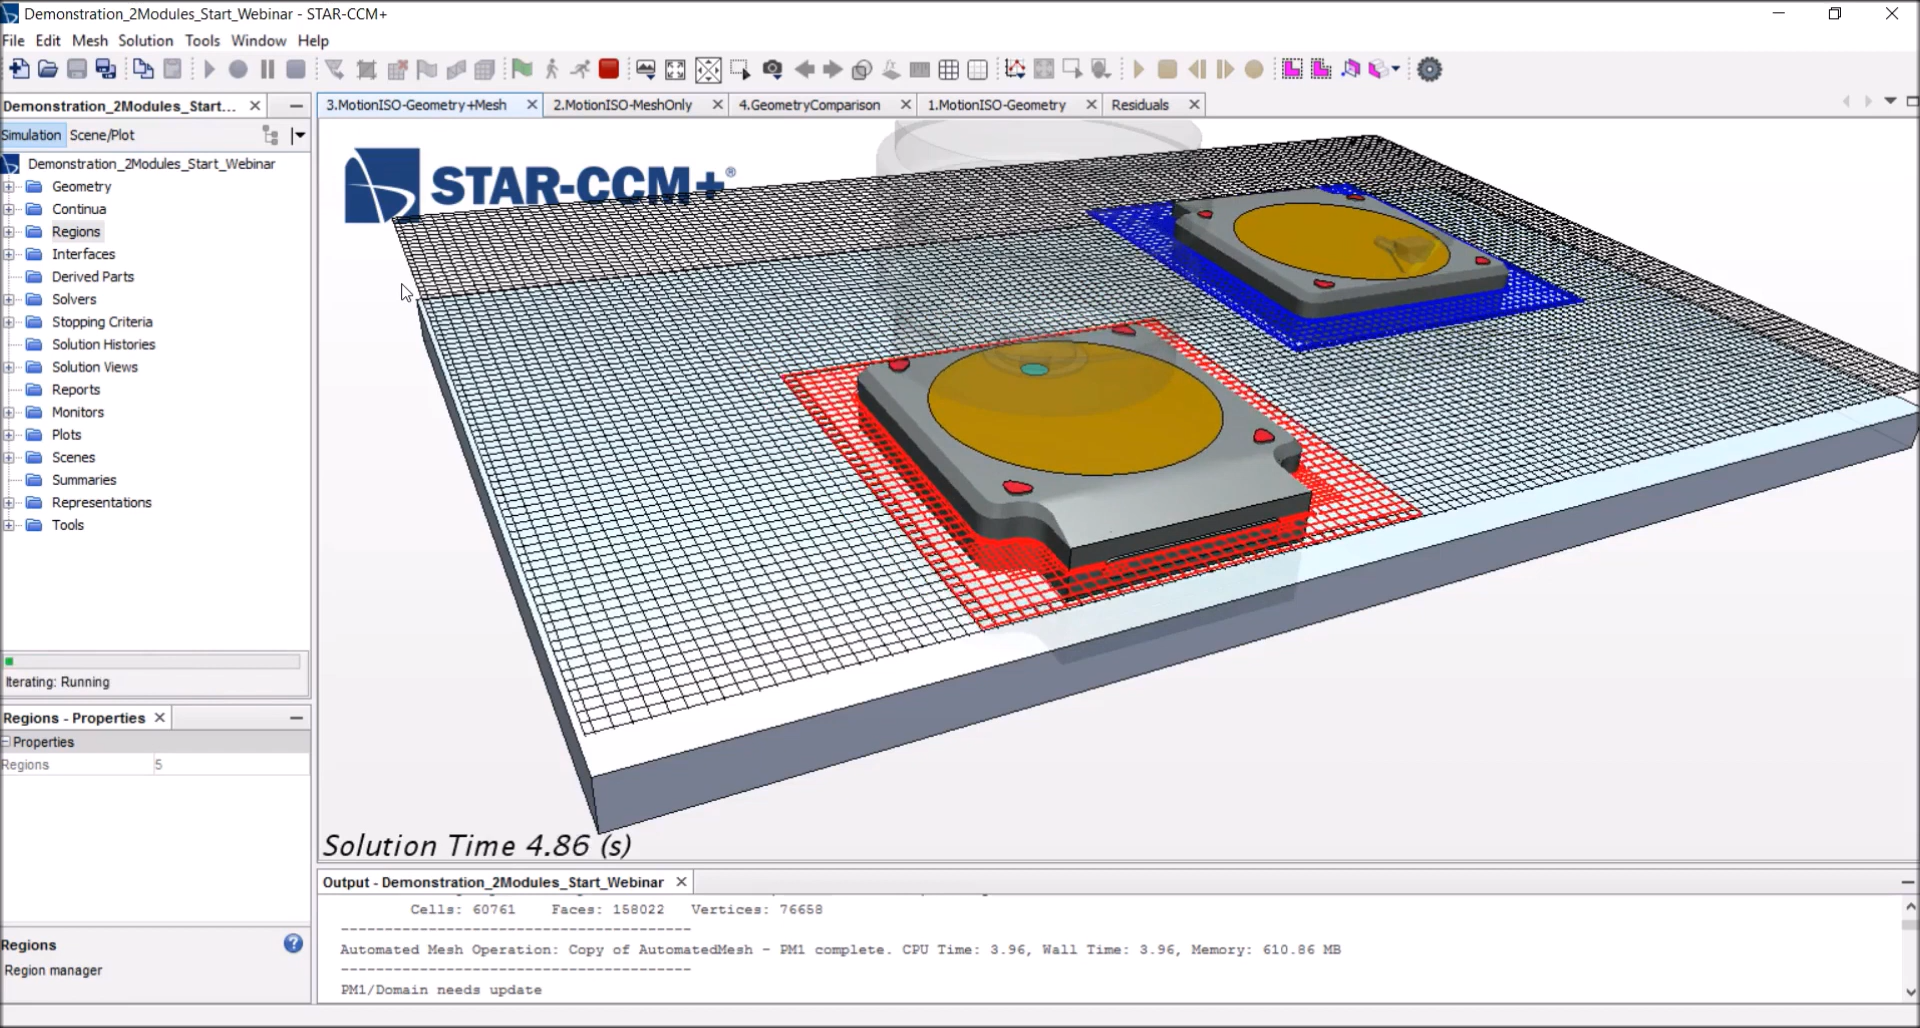 Demonstration_2Modules_Start_Webinar - STAR-CCM+
File Edit Mesh Solution Tools Window Help
Demonstration_2Modules_Start...
3.MotionISO-Geometry+Mesh
2.MotionISO-MeshOnly
4.GeometryComparison
1.MotionISO-Geometry
Residuals
Simulation Scene/Plot
Demonstration_2Modules_Start_Webinar
Geometry
Continua
Regions
Interfaces
Derived Parts
Solvers
Stopping Criteria
Solution Histories
Solution Views
Reports
Monitors
Plots
Scenes
Summaries
Representations
Tools
Iterating: Running
Regions - Properties
Properties
Regions 5
Regions
Region manager
STAR-CCM+®
Solution Time 4.86 (s)
Output - Demonstration_2Modules_Start_Webinar
Cells: 60761 Faces: 158022 Vertices: 76658
----------------------------------------
Automated Mesh Operation: Copy of AutomatedMesh - PM1 complete. CPU Time: 3.96, Wall Time: 3.96, Memory: 610.86 MB
----------------------------------------
PM1/Domain needs update